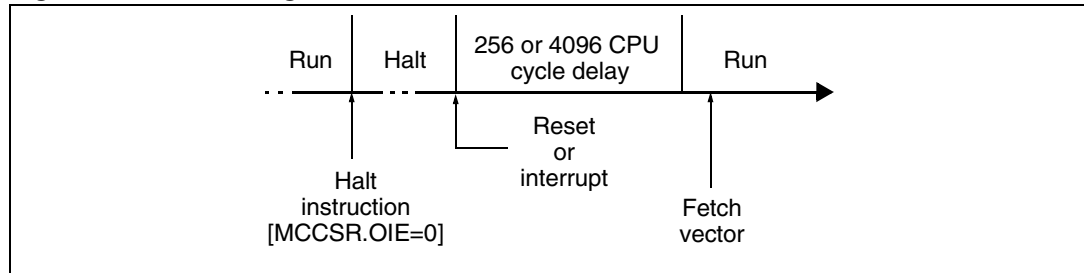 Run
Halt
256 or 4096 CPU
cycle delay
Run
Reset
or
interrupt
Halt
instruction
[MCCSR.OIE=0]
Fetch
vector